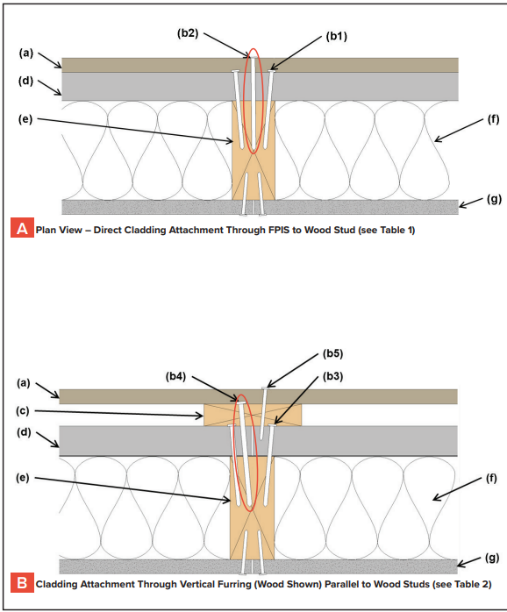 (b2)
(b1)
(a)
(d)
(e)
(f)
(g)
A Plan View – Direct Cladding Attachment Through FPIS to Wood Stud (see Table 1)
(b5)
(b4)
(b3)
(a)
(c)
(d)
(e)
(f)
(g)
B Cladding Attachment Through Vertical Furring (Wood Shown) Parallel to Wood Studs (see Table 2)